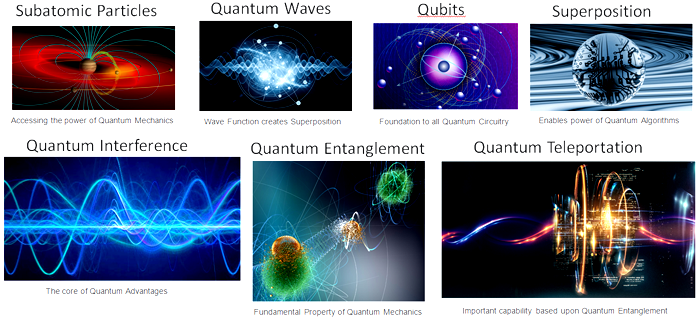 Subatomic Particles
Quantum Waves
Qubits
Superposition
Accessing the power of Quantum Mechanics
Wave Function creates Superposition
Foundation to all Quantum Circuitry
Enables power of Quantum Algorithms
Quantum Interference
Quantum Entanglement
Quantum Teleportation
The core of Quantum Advantages
Fundamental Property of Quantum Mechanics
Important capability based upon Quantum Entanglement